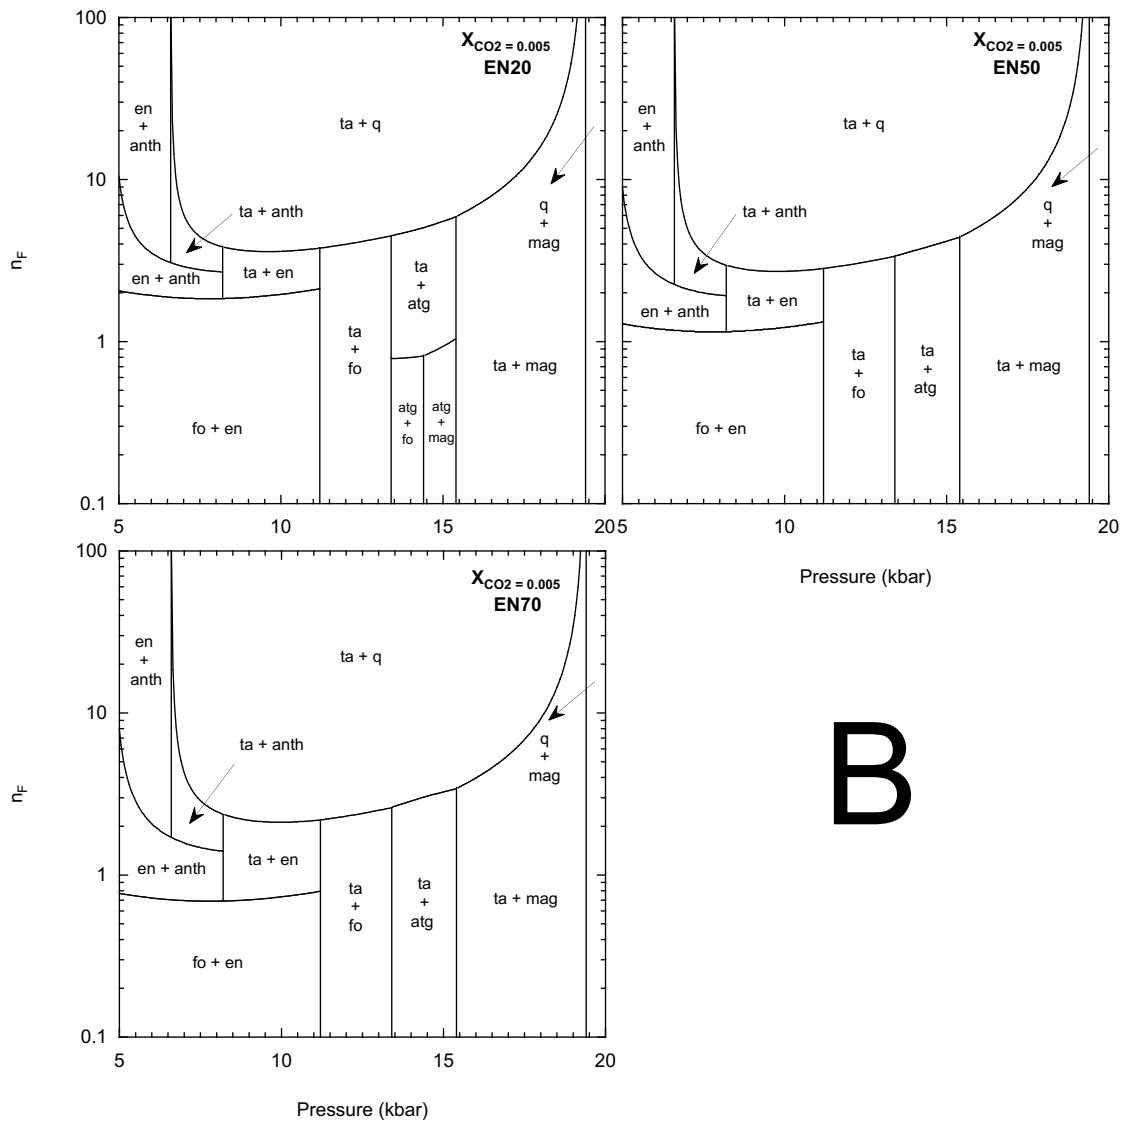 100
10
1
0.1
n_F
X_CO2 = 0.005
EN20
en
+
anth
ta + q
ta + anth
en + anth
ta + en
ta
+
atg
ta
+
fo
q
+
mag
ta + mag
atg
+
fo
atg
+
mag
fo + en
5
10
15
20
X_CO2 = 0.005
EN50
en
+
anth
ta + q
ta + anth
en + anth
ta + en
q
+
mag
ta
+
fo
ta
+
atg
ta + mag
fo + en
5
10
15
20
Pressure (kbar)
100
10
1
0.1
n_F
X_CO2 = 0.005
EN70
en
+
anth
ta + q
ta + anth
en + anth
ta + en
q
+
mag
ta
+
fo
ta
+
atg
ta + mag
fo + en
5
10
15
20
Pressure (kbar)
B